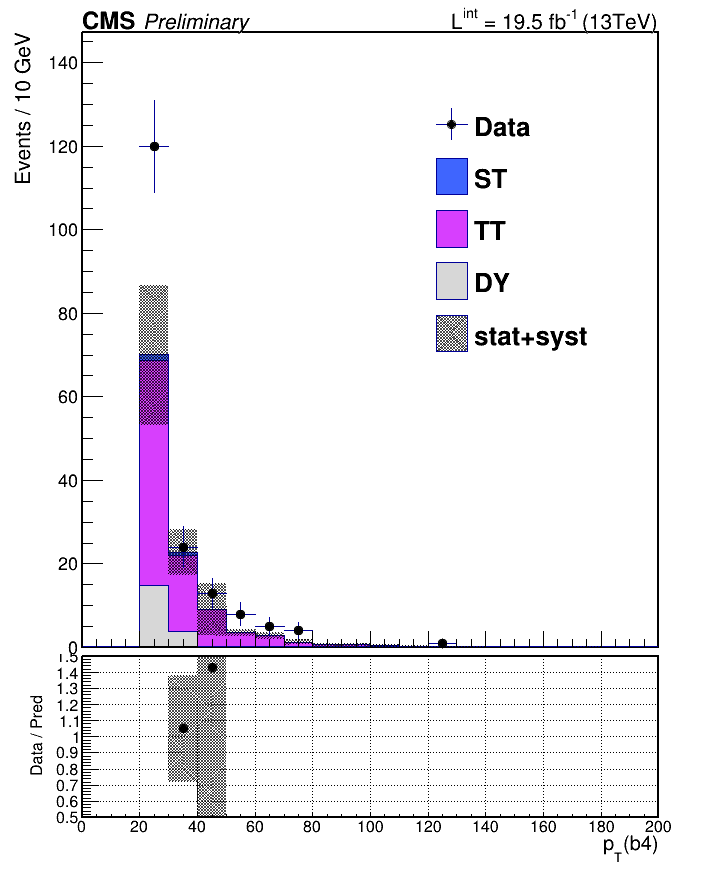 CMS Preliminary L^int = 19.5 fb^-1 (13TeV)
Events / 10 GeV
140
120
100
80
60
40
20
0
Data
ST
TT
DY
stat+syst
Data / Pred
1.5
1.4
1.3
1.2
1.1
1
0.9
0.8
0.7
0.6
0.5
0 20 40 60 80 100 120 140 160 180 200
p_T(b4)